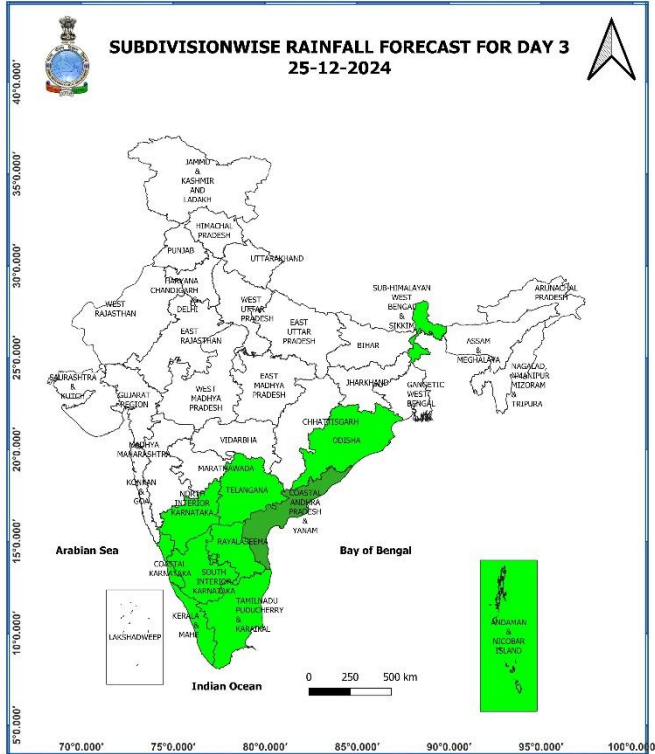 SUBDIVISIONWISE RAINFALL FORECAST FOR DAY 3
25-12-2024
40°0.000'
35°0.000'
30°0.000'
25°0.000'
20°0.000'
15°0.000'
10°0.000'
5°0.000'
JAMMU
&
KASHMIR
AND
LADAKH
HIMACHAL
PRADESH
PUNJAB
UTTARAKHAND
HARYANA
CHANDIGARH
&
DELHI
WEST
RAJASTHAN
WEST
UTTAR
PRADESH
EAST
UTTAR
PRADESH
EAST
RAJASTHAN
SUB-HIMALAYAN
WEST
BENGAL
&
SIKKIM
ARUNACHAL
PRADESH
BIHAR
ASSAM
&
MEGHALAYA
NAGALAD,
MANIPUR
MIZORAM
&
TRIPURA
SAURASHTRA
&
KUTCH
GUJARAT
REGION
WEST
MADHYA
PRADESH
EAST
MADHYA
PRADESH
JHARKHAND
GANGETIC
WEST
BENGAL
CHHATTISGARH
ODISHA
VIDARBHA
MADHYA
MAHARASHTRA
MARATHAWADA
KONKAN
&
GOA
TELANGANA
NORTH
INTERIOR
KARNATAKA
COASTAL
ANDHRA
PRADESH
&
YANAM
RAYALASEEMA
COASTAL
KARNATAKA
SOUTH
INTERIOR
KARNATAKA
TAMILNADU
PUDUCHERRY
&
KARAIKAL
KERALA
&
MAHE
LAKSHADWEEP
ANDAMAN
&
NICOBAR
ISLAND
Arabian Sea
Bay of Bengal
Indian Ocean
0 250 500 km
70°0.000' 75°0.000' 80°0.000' 85°0.000' 90°0.000' 95°0.000'